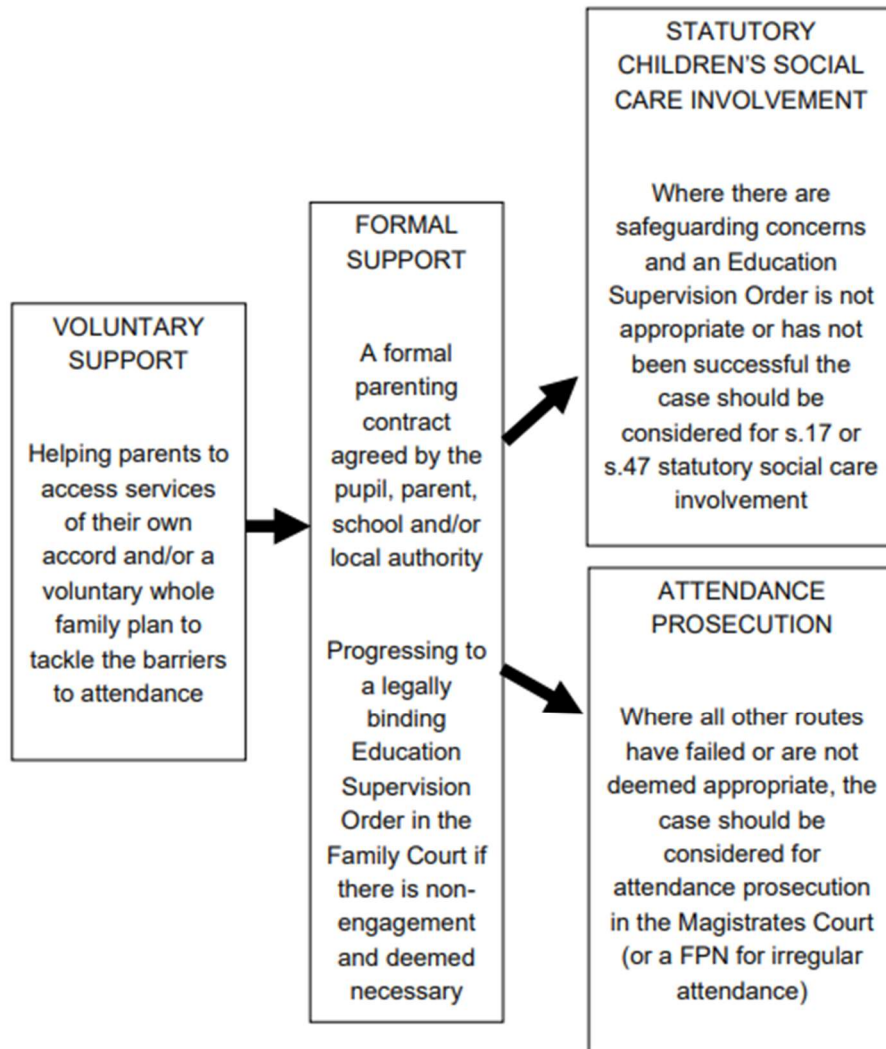 VOLUNTARY
SUPPORT
Helping parents to
access services
of their own
accord and/or a
voluntary whole
family plan to
tackle the barriers
to attendance
FORMAL
SUPPORT
A formal
parenting
contract
agreed by the
pupil, parent,
school and/or
local authority
Progressing to
a legally
binding
Education
Supervision
Order in the
Family Court if
there is non-
engagement
and deemed
necessary
STATUTORY
CHILDREN'S SOCIAL
CARE INVOLVEMENT
Where there are
safeguarding concerns
and an Education
Supervision Order is not
appropriate or has not
been successful the
case should be
considered for s.17 or
s.47 statutory social care
involvement
ATTENDANCE
PROSECUTION
Where all other routes
have failed or are not
deemed appropriate, the
case should be
considered for
attendance prosecution
in the Magistrates Court
(or a FPN for irregular
attendance)